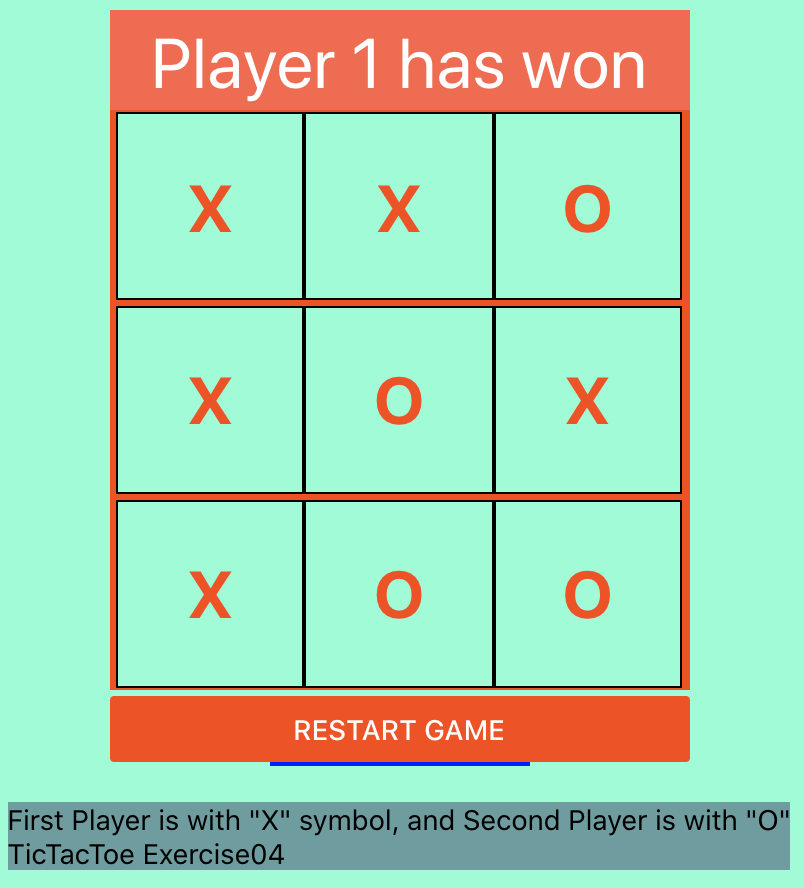 Player 1 has won
X X O
X O X
X O O
RESTART GAME
First Player is with "X" symbol, and Second Player is with "O"
TicTacToe Exercise04